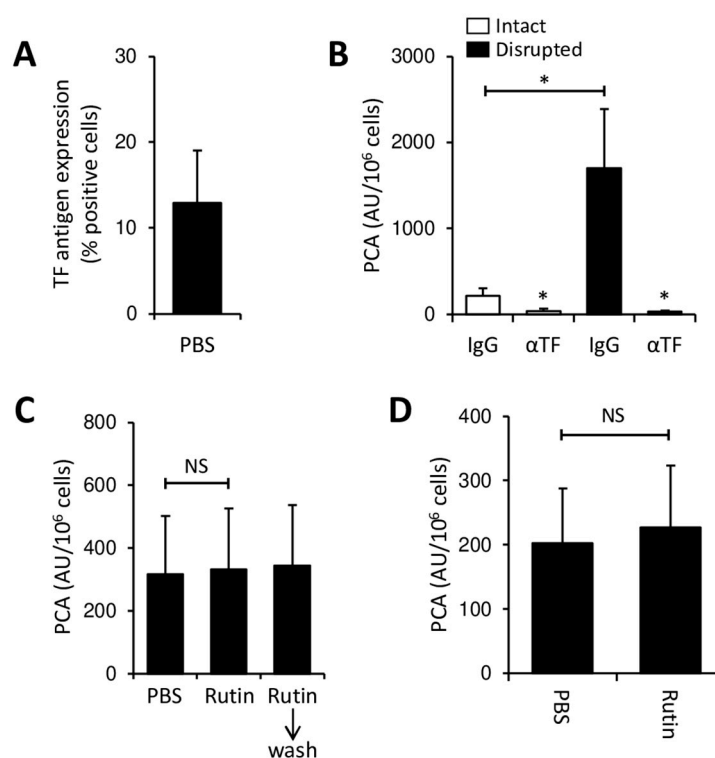 A
TF antigen expression
(% positive cells)
30
20
10
0
PBS
B
Intact
Disrupted
PCA (AU/10⁶ cells)
3000
2000
1000
0
*
*
*
IgG
αTF
IgG
αTF
C
PCA (AU/10⁶ cells)
800
600
400
200
0
NS
PBS
Rutin
Rutin
wash
D
PCA (AU/10⁶ cells)
400
300
200
100
0
NS
PBS
Rutin